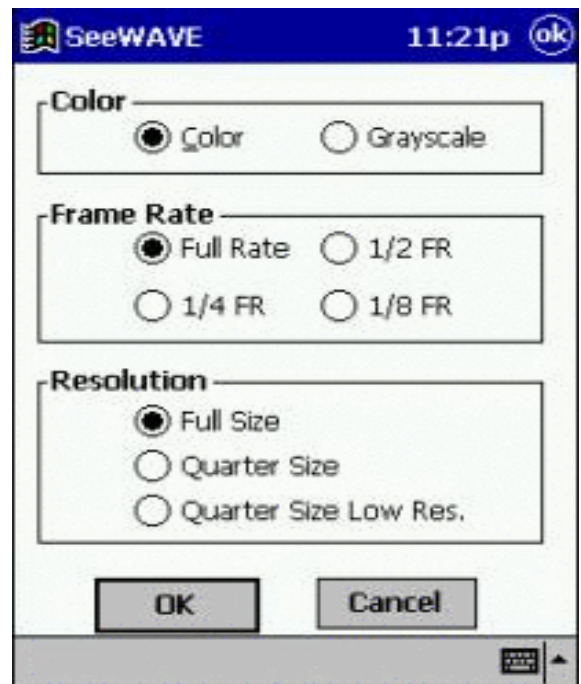 SeeWAVE 11:21p ok
Color
Color Grayscale
Frame Rate
Full Rate 1/2 FR
1/4 FR 1/8 FR
Resolution
Full Size
Quarter Size
Quarter Size Low Res.
OK Cancel